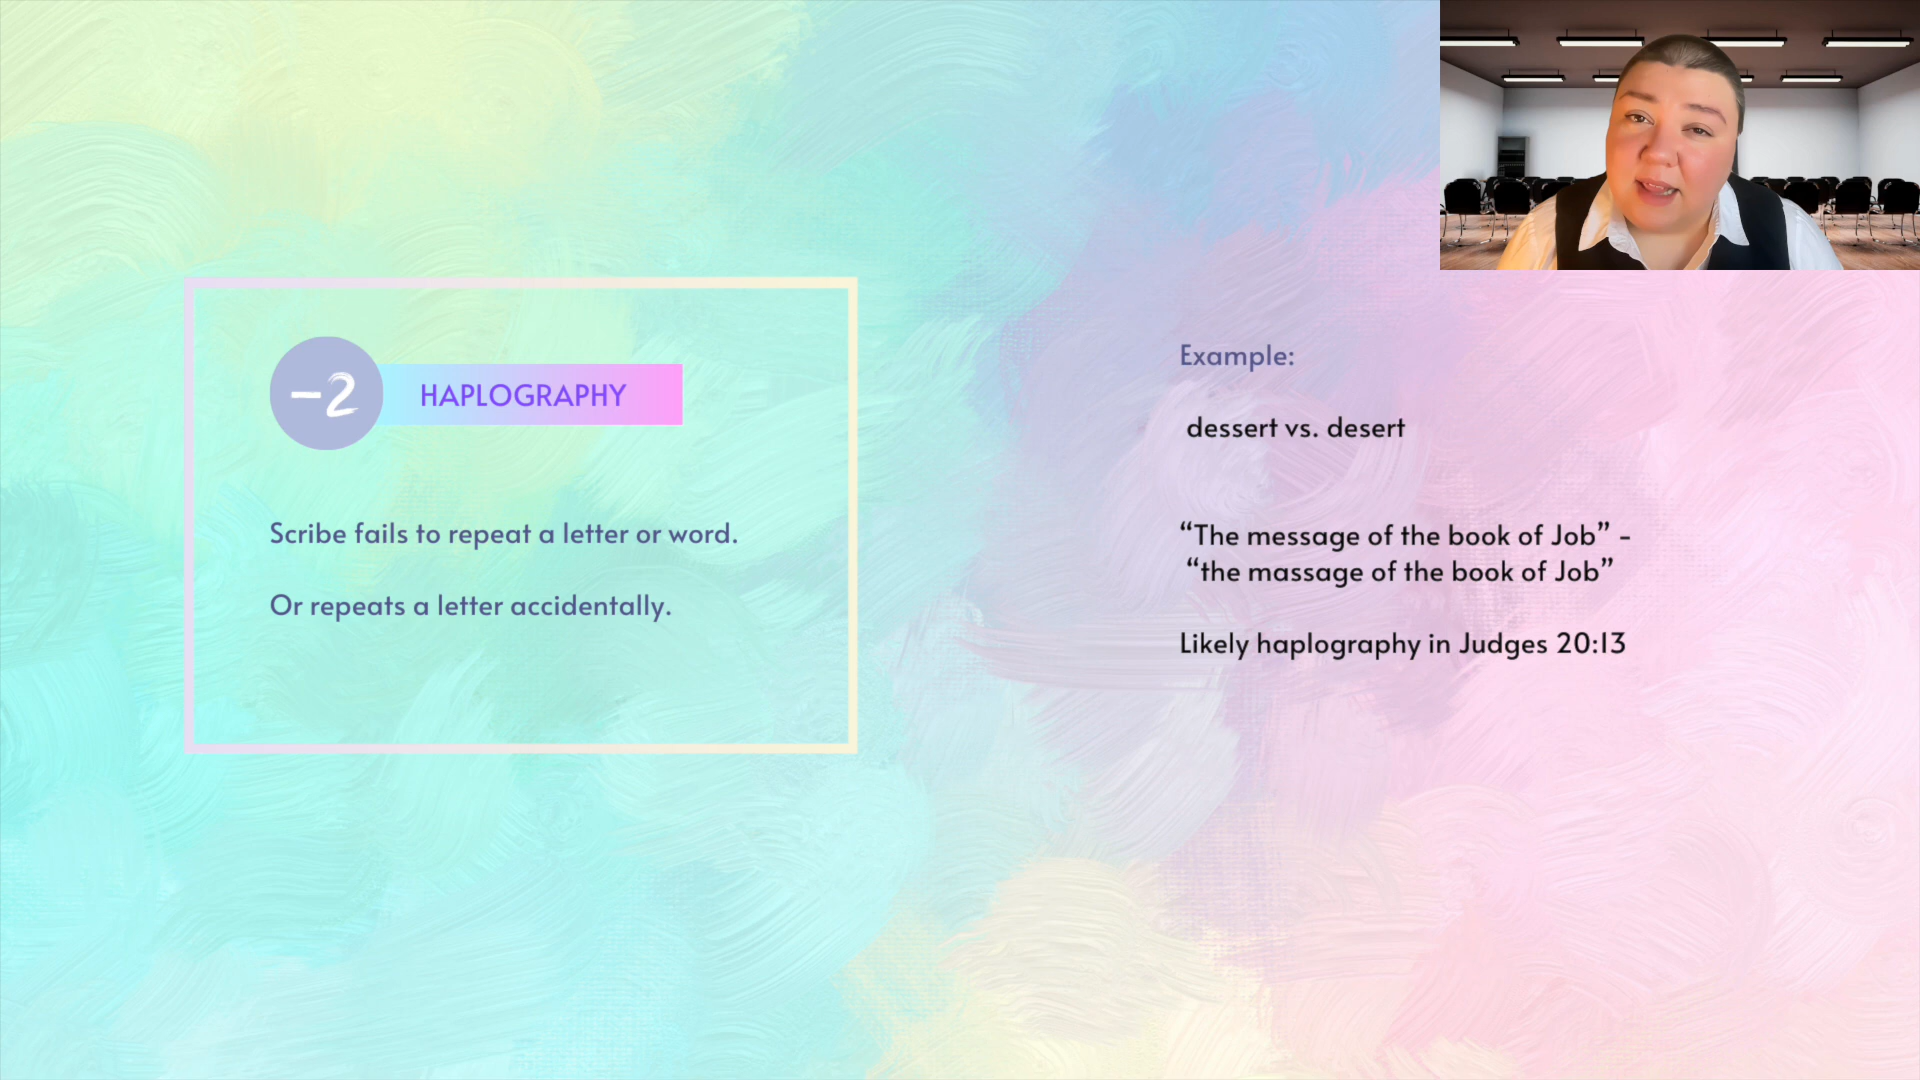 –2
HAPLOGRAPHY
Scribe fails to repeat a letter or word.
Or repeats a letter accidentally.
Example:
dessert vs. desert
“The message of the book of Job” –
“the massage of the book of Job”
Likely haplography in Judges 20:13